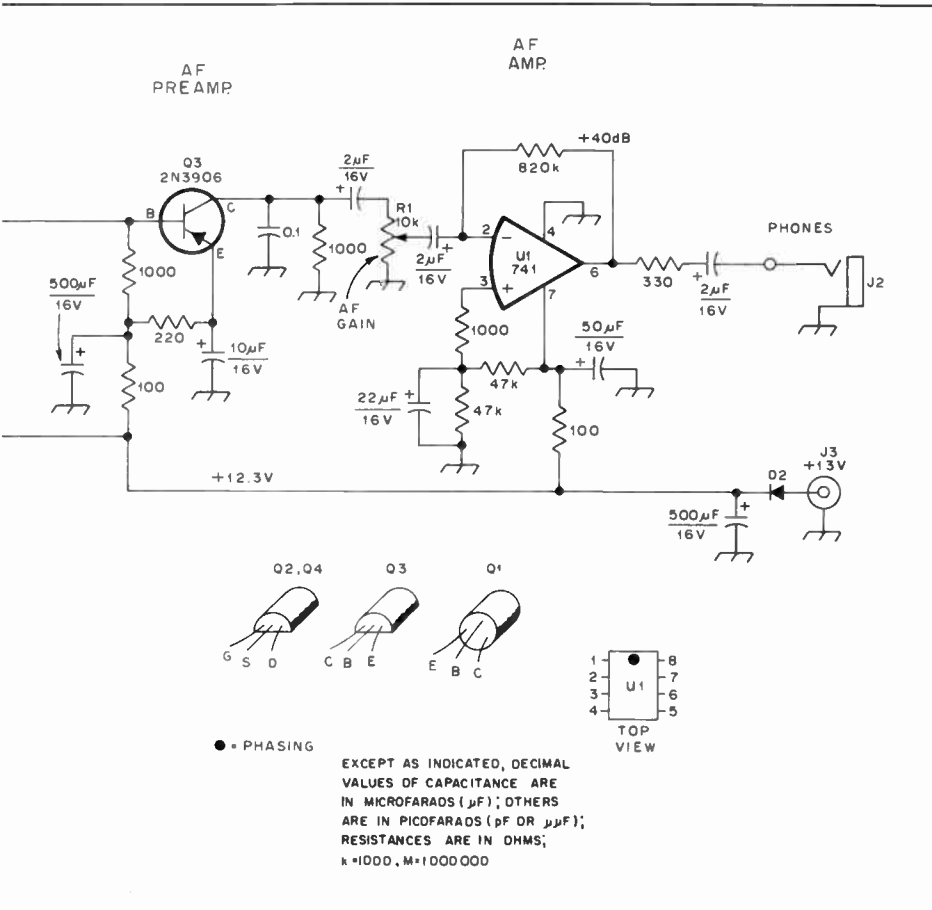 AF
AMP.
AF
PREAMP.
Q3
2N3906
B
C
E
2µF
16V
+
R1
10k
0.1
1000
1000
AF
GAIN
2µF
16V
+
+40dB
820k
2
−
3
+
4
U1
741
6
7
330
+
2µF
16V
PHONES
J2
500µF
16V
+
220
+
10µF
16V
100
1000
47k
50µF
16V
+
22µF
16V
+
47k
100
+12.3V
D2
J3
+13V
500µF
16V
+
Q2,Q4
Q3
Q1
G S D
C B E
E B C
1
2
3
4
U1
8
7
6
5
TOP
VIEW
● = PHASING
EXCEPT AS INDICATED, DECIMAL
VALUES OF CAPACITANCE ARE
IN MICROFARADS (µF); OTHERS
ARE IN PICOFARADS (pF OR µµF);
RESISTANCES ARE IN OHMS;
k=1000, M=1000000